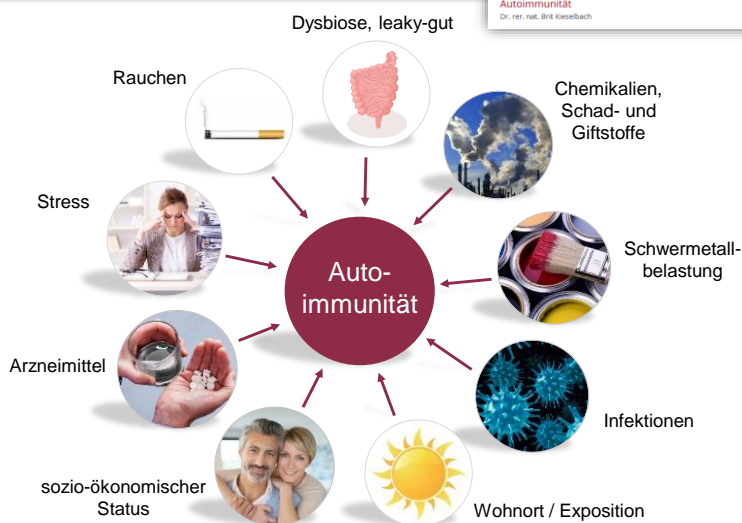 Autoimmunität
Dr. rer. nat. Brit Kieselbach
Dysbiose, leaky-gut
Rauchen
Chemikalien,
Schad- und
Giftstoffe
Stress
Schwermetall-
belastung
Auto-
immunität
Arzneimittel
Infektionen
sozio-ökonomischer
Status
Wohnort / Exposition